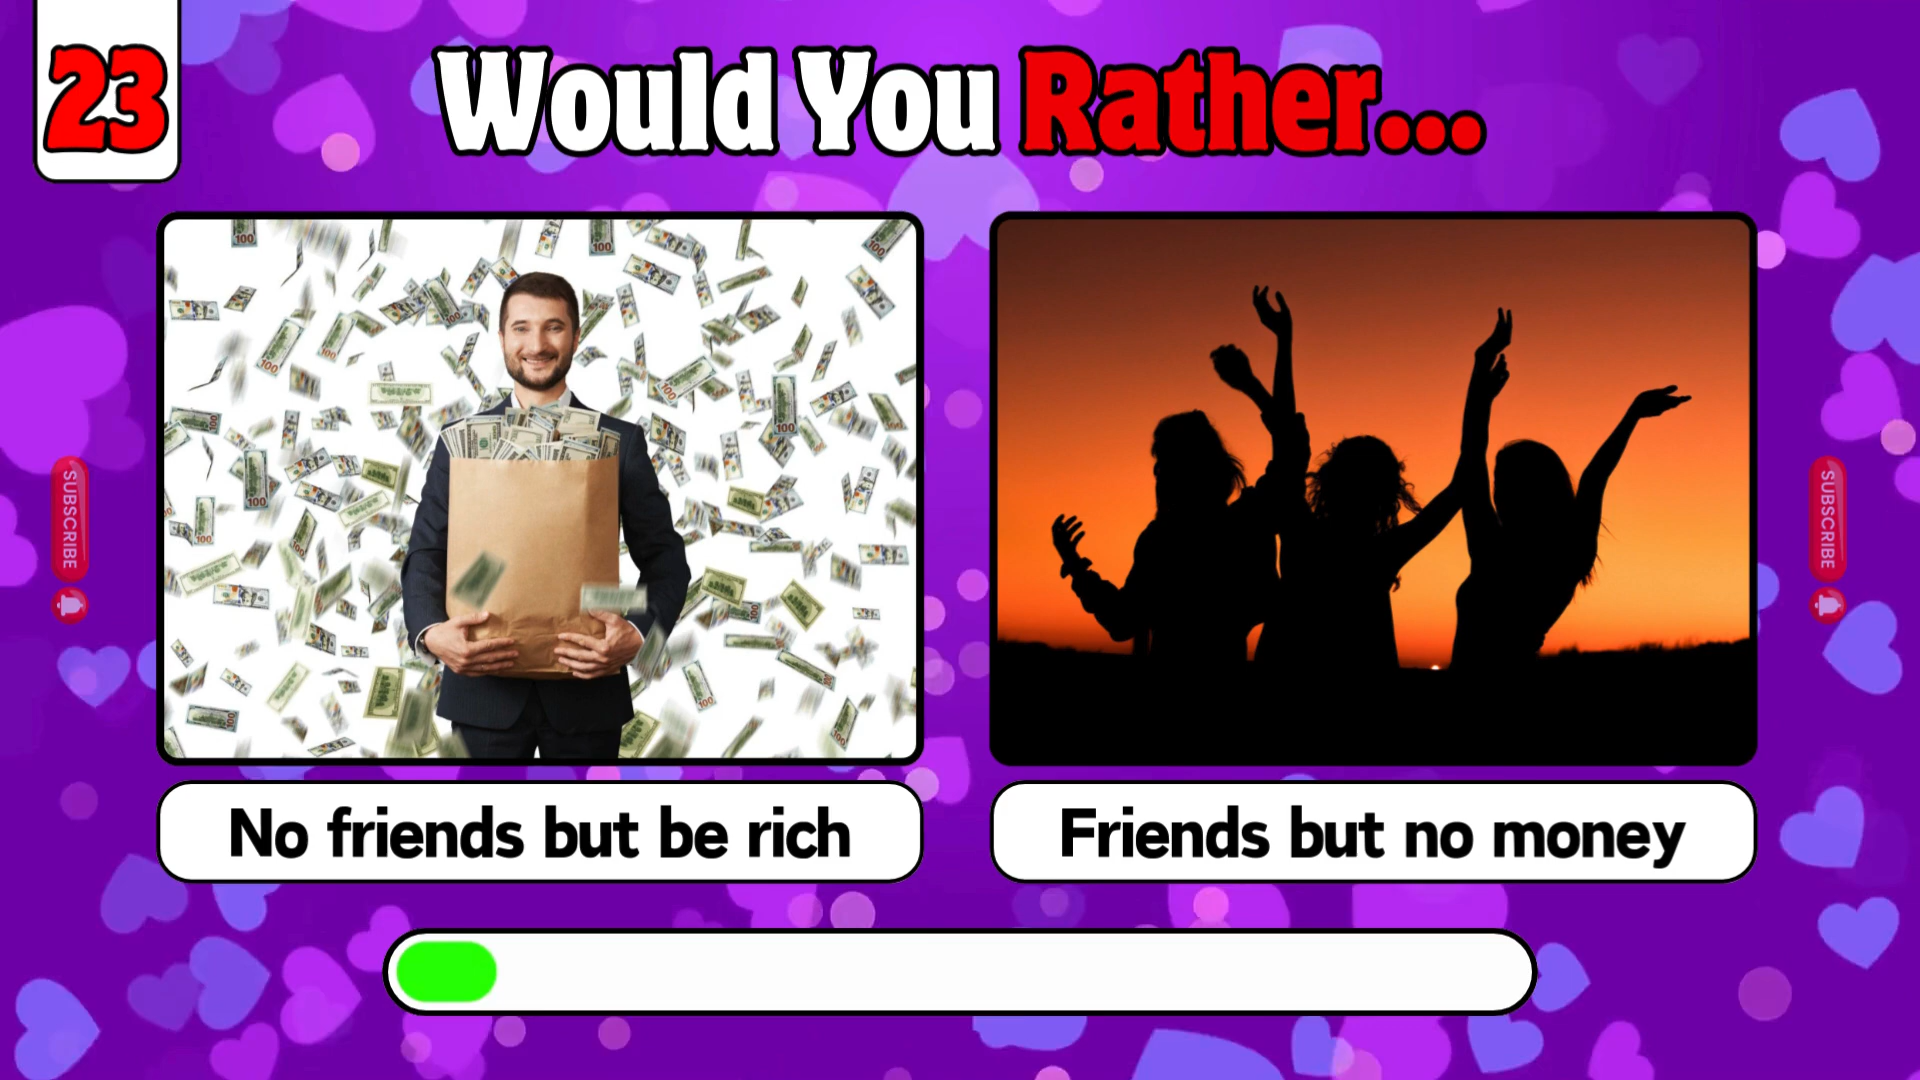 23
Would You Rather...
SUBSCRIBE
SUBSCRIBE
No friends but be rich
Friends but no money